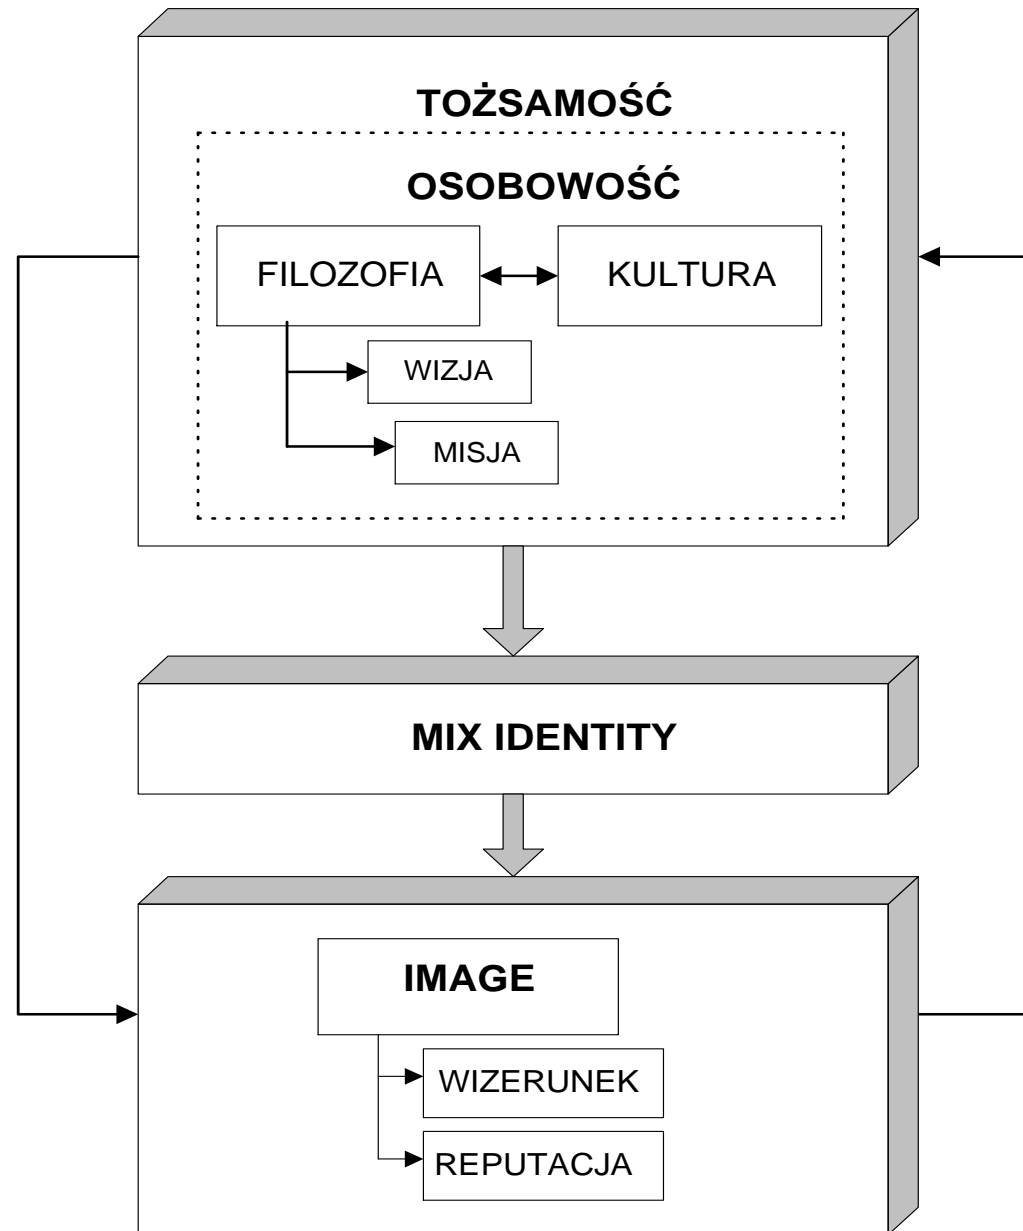 TOŻSAMOŚĆ
OSOBOWOŚĆ
FILOZOFIA
KULTURA
WIZJA
MISJA
MIX IDENTITY
IMAGE
WIZERUNEK
REPUTACJA